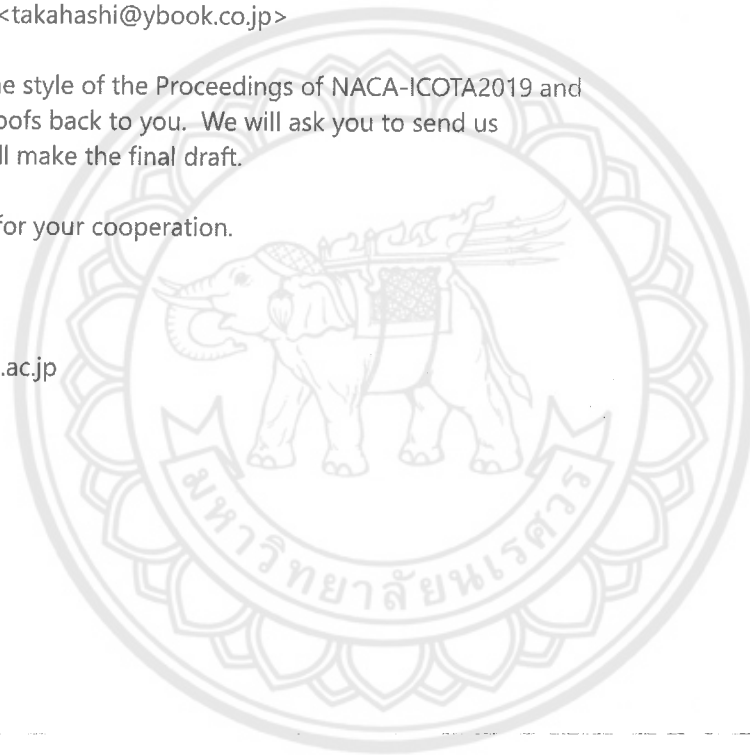 <takahashi@ybook.co.jp>
e style of the Proceedings of NACA-ICOTA2019 and
oofs back to you. We will ask you to send us
ll make the final draft.
for your cooperation.
.ac.jp
มหาวิทยาลัยนเรศวร